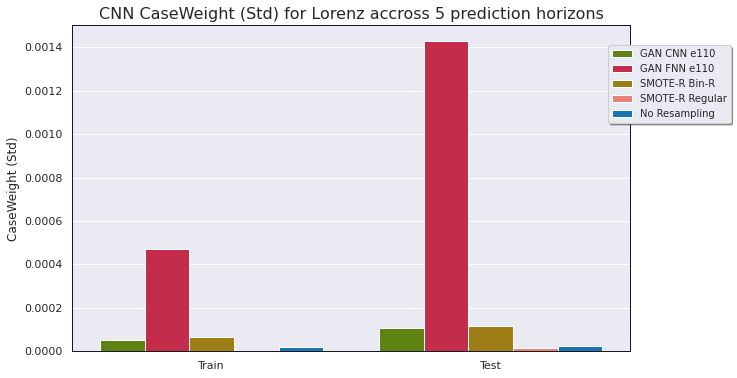 CNN CaseWeight (Std) for Lorenz accross 5 prediction horizons
CaseWeight (Std)
0.0014
0.0012
0.0010
0.0008
0.0006
0.0004
0.0002
0.0000
Train
Test
GAN CNN e110
GAN FNN e110
SMOTE-R Bin-R
SMOTE-R Regular
No Resampling